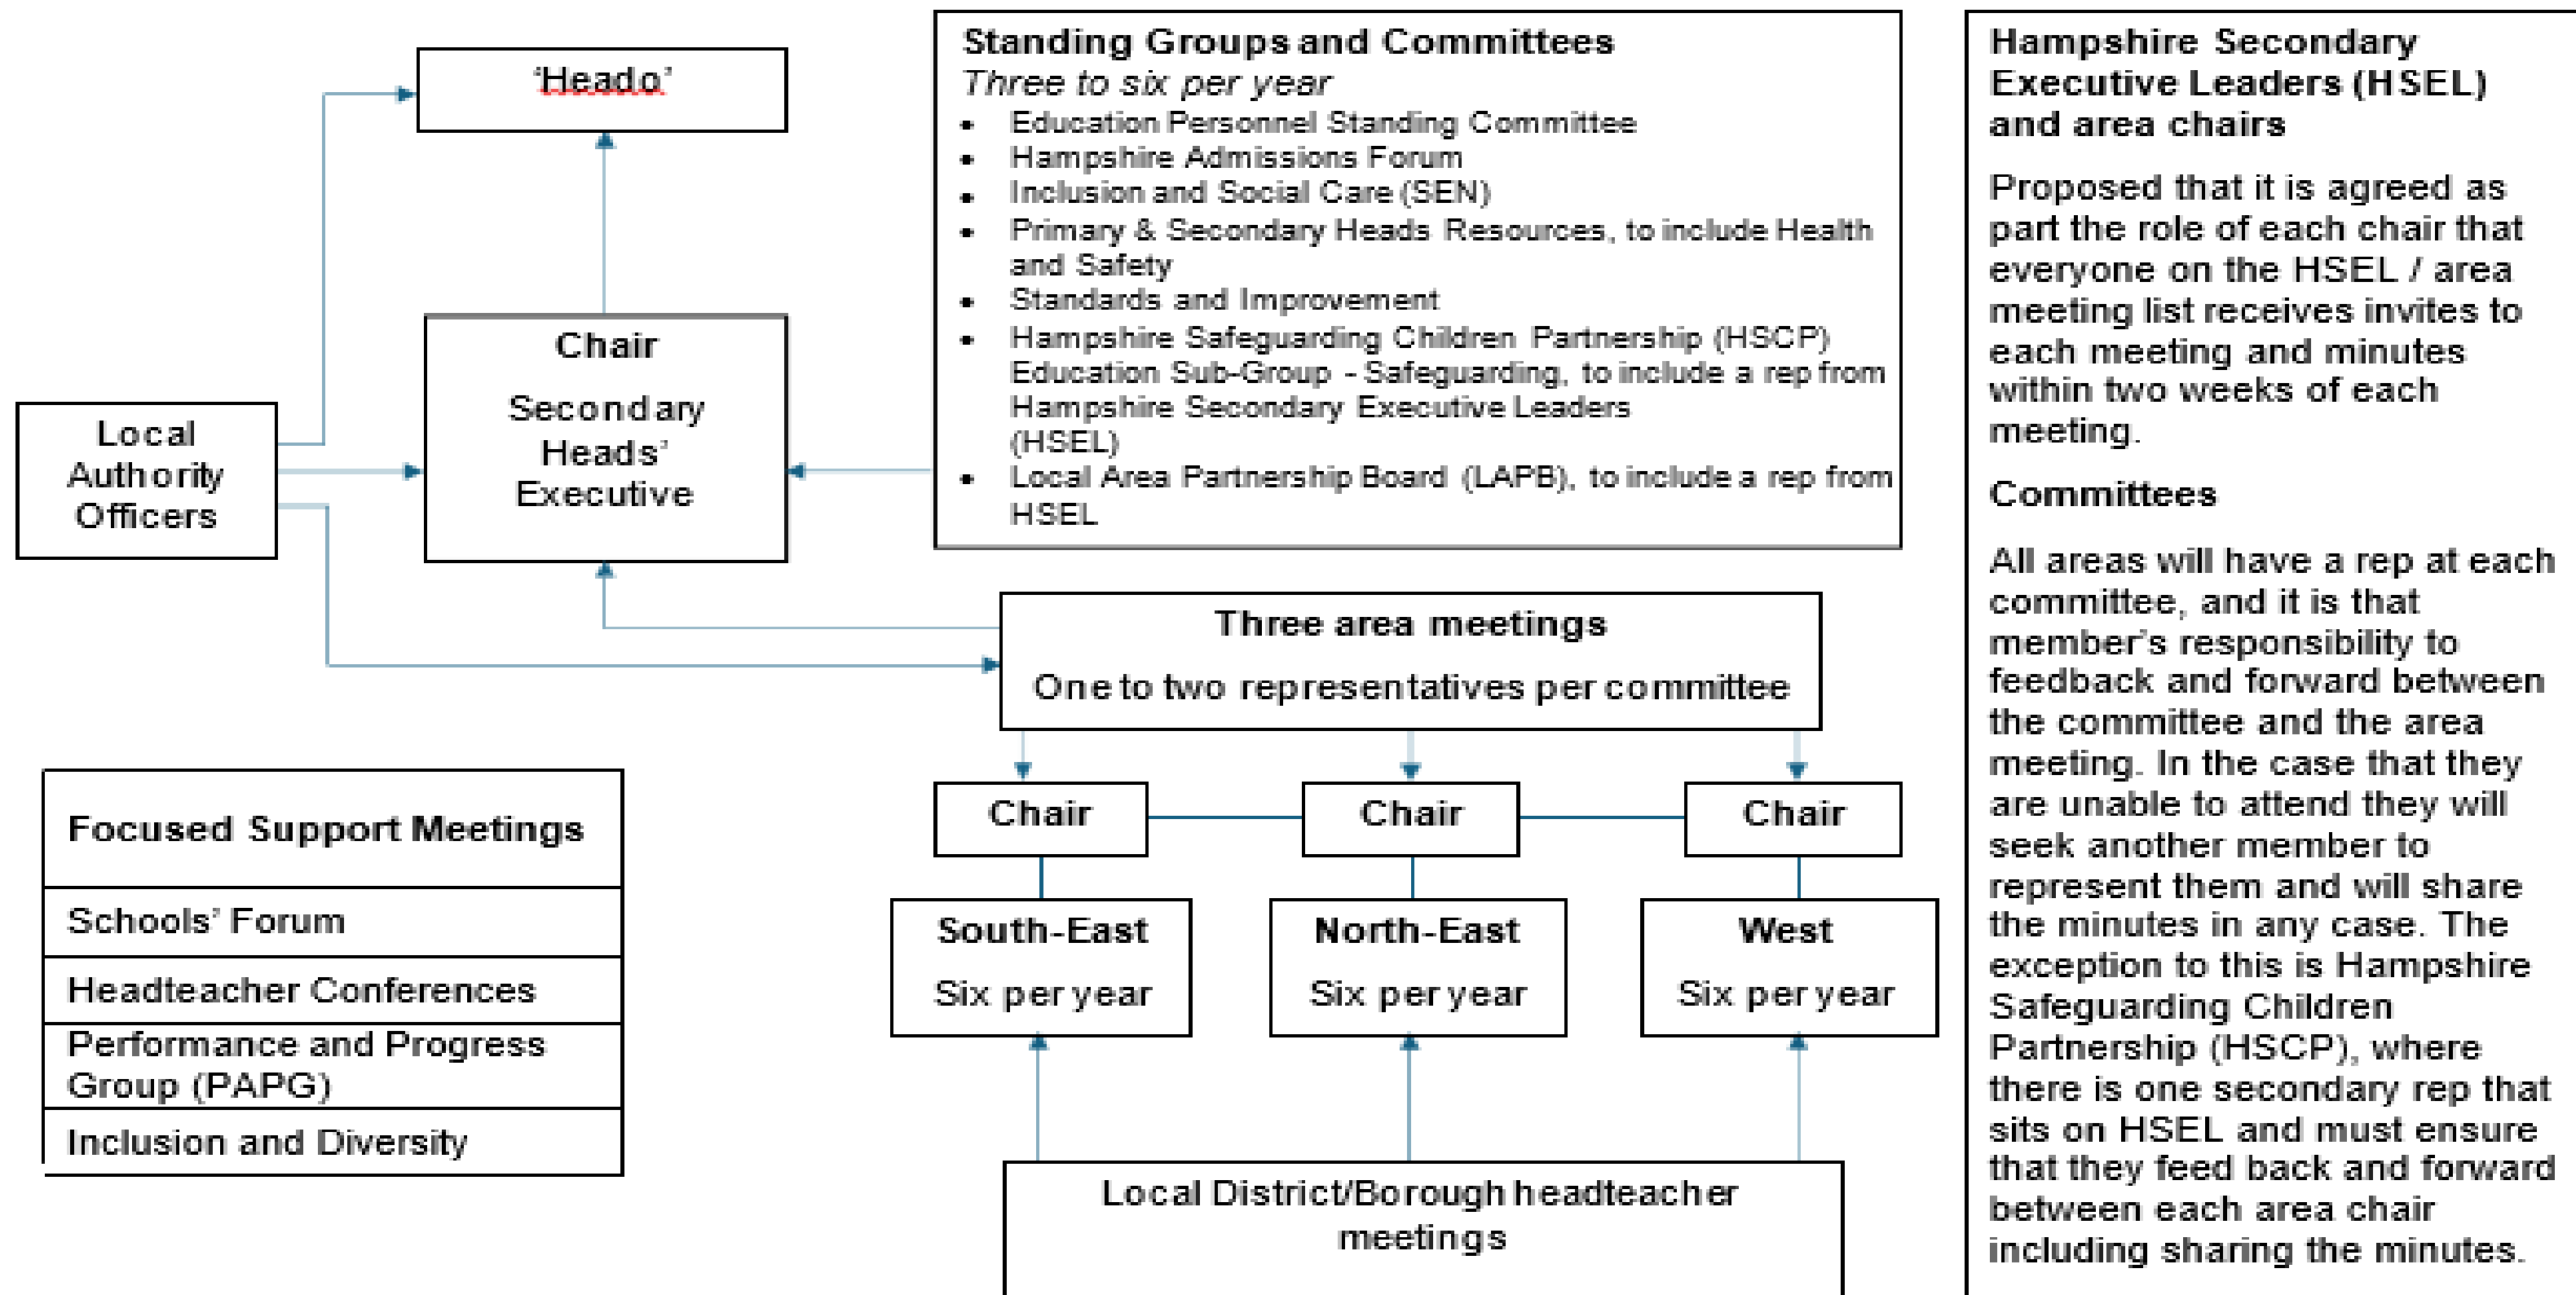 'Heado'
Chair
Secondary
Heads'
Executive
Local
Authority
Officers
Standing Groups and Committees
Three to six per year
• Education Personnel Standing Committee
• Hampshire Admissions Forum
• Inclusion and Social Care (SEN)
• Primary & Secondary Heads Resources, to include Health
and Safety
• Standards and Improvement
• Hampshire Safeguarding Children Partnership (HSCP)
Education Sub-Group - Safeguarding, to include a rep from
Hampshire Secondary Executive Leaders
(HSEL)
• Local Area Partnership Board (LAPB), to include a rep from
HSEL
Three area meetings
One to two representatives per committee
Chair
Chair
Chair
South-East
Six per year
North-East
Six per year
West
Six per year
Local District/Borough headteacher
meetings
Focused Support Meetings
Schools' Forum
Headteacher Conferences
Performance and Progress
Group (PAPG)
Inclusion and Diversity
Hampshire Secondary
Executive Leaders (HSEL)
and area chairs
Proposed that it is agreed as
part the role of each chair that
everyone on the HSEL / area
meeting list receives invites to
each meeting and minutes
within two weeks of each
meeting.
Committees
All areas will have a rep at each
committee, and it is that
member's responsibility to
feedback and forward between
the committee and the area
meeting. In the case that they
are unable to attend they will
seek another member to
represent them and will share
the minutes in any case. The
exception to this is Hampshire
Safeguarding Children
Partnership (HSCP), where
there is one secondary rep that
sits on HSEL and must ensure
that they feed back and forward
between each area chair
including sharing the minutes.